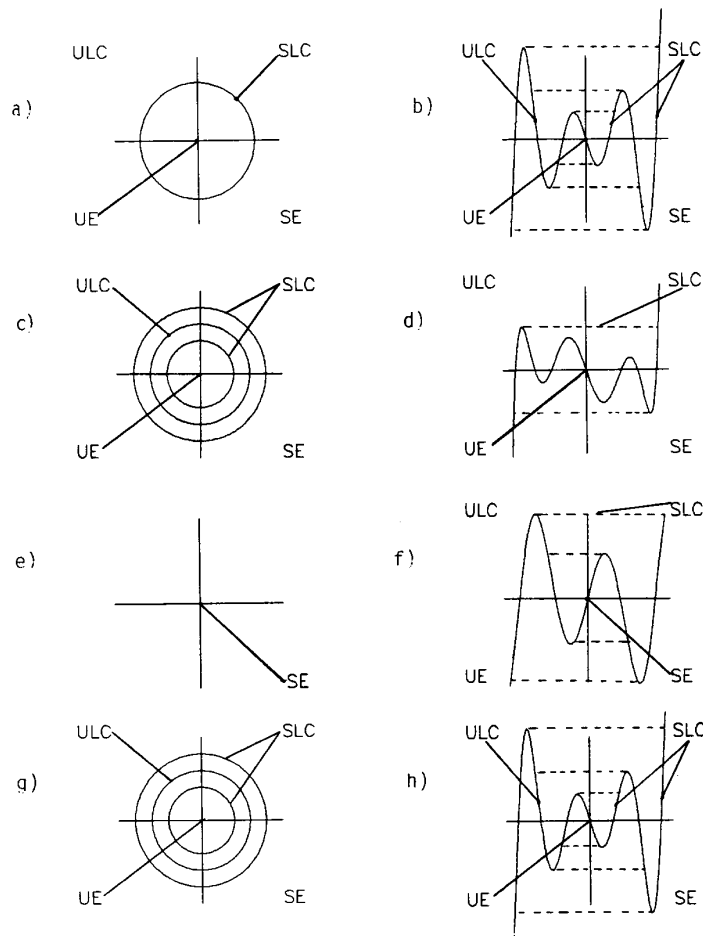 ULC SLC ULC SLC
a) b)
UE SE UE SE
ULC SLC ULC SLC
c) d)
UE SE UE SE
ULC SLC
e) f)
SE UE SE
ULC SLC ULC SLC
g) h)
UE SE UE SE